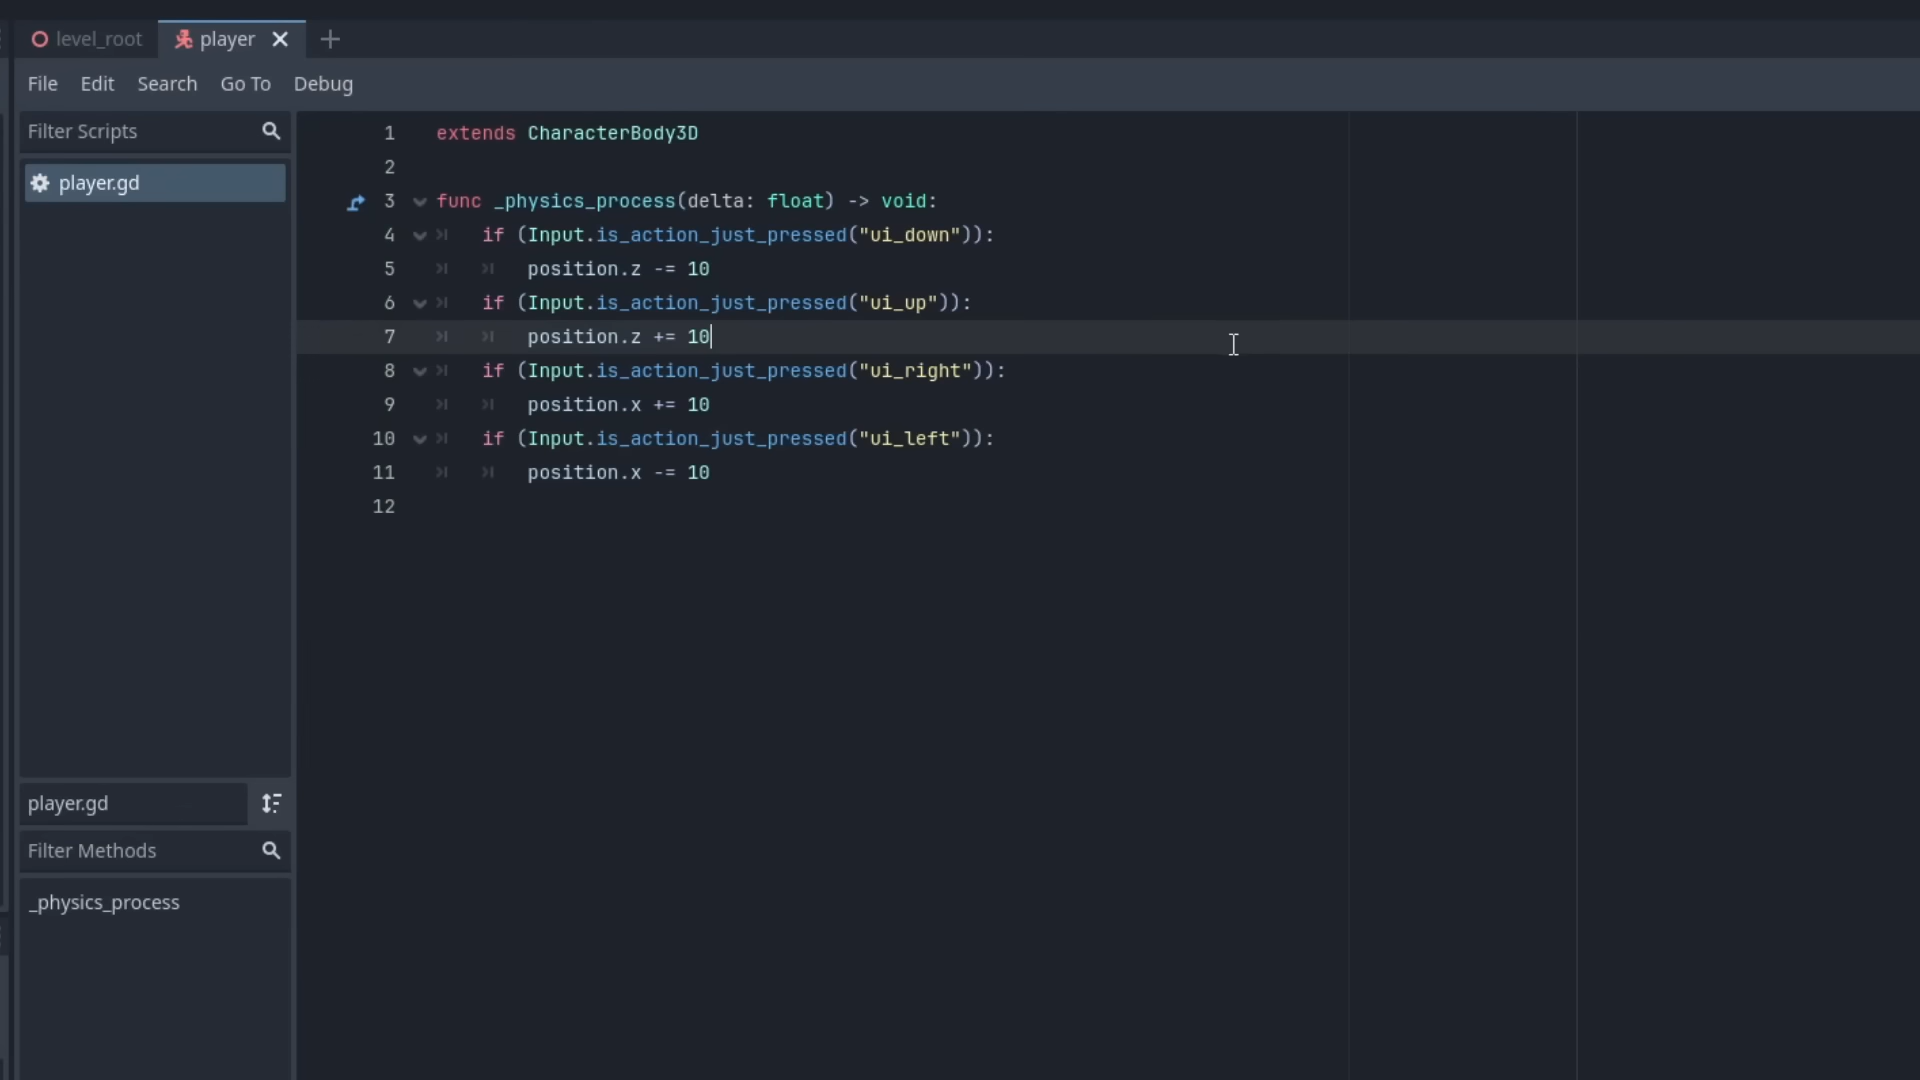 level_root player
File Edit Search Go To Debug
Filter Scripts
player.gd
player.gd
Filter Methods
_physics_process
1 extends CharacterBody3D
2
3 func _physics_process(delta: float) -> void:
4 if (Input.is_action_just_pressed("ui_down")):
5 position.z -= 10
6 if (Input.is_action_just_pressed("ui_up")):
7 position.z += 10
8 if (Input.is_action_just_pressed("ui_right")):
9 position.x += 10
10 if (Input.is_action_just_pressed("ui_left")):
11 position.x -= 10
12